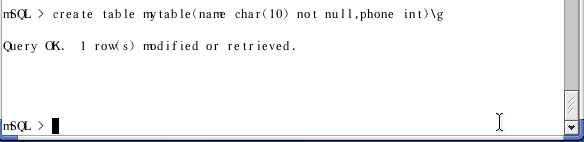 mSQL > create table mytable(name char(10) not null,phone int)\g
Query OK. 1 row(s) modified or retrieved.
mSQL >